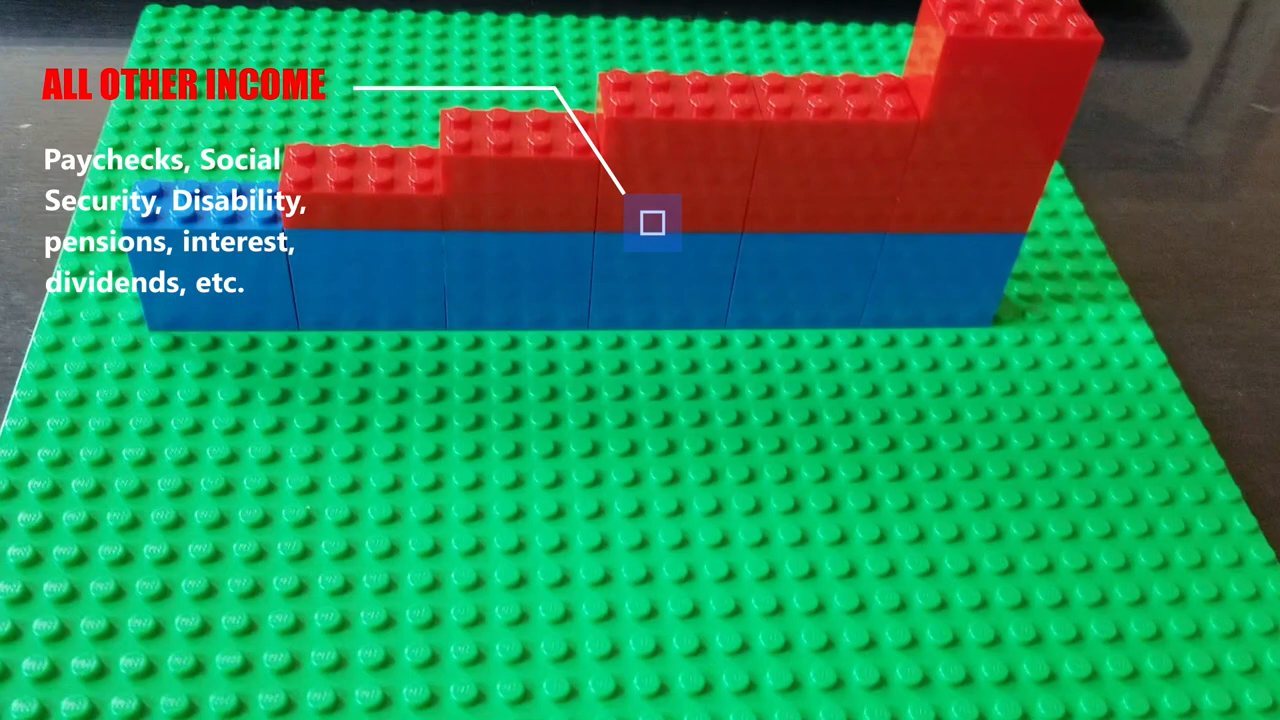 ALL OTHER INCOME
Paychecks, Social
Security, Disability,
pensions, interest,
dividends, etc.